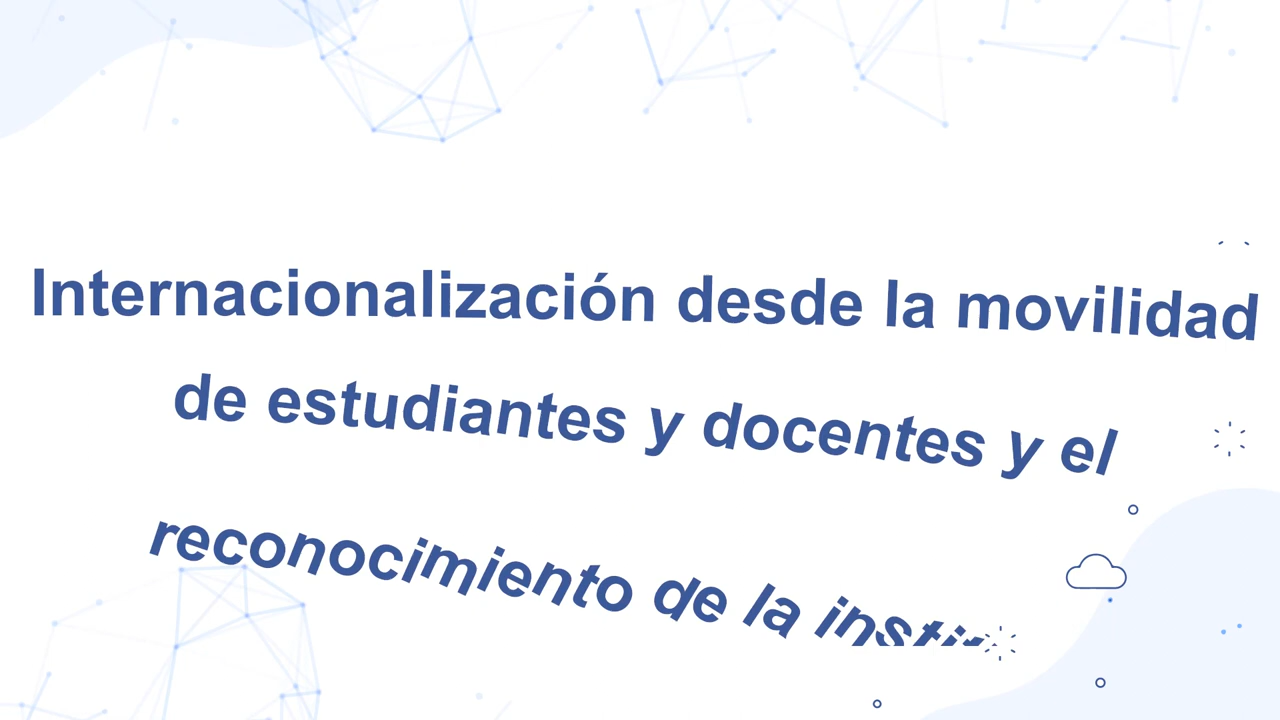 Internacionalización desde la movilidad
de estudiantes y docentes y el
reconocimiento de la